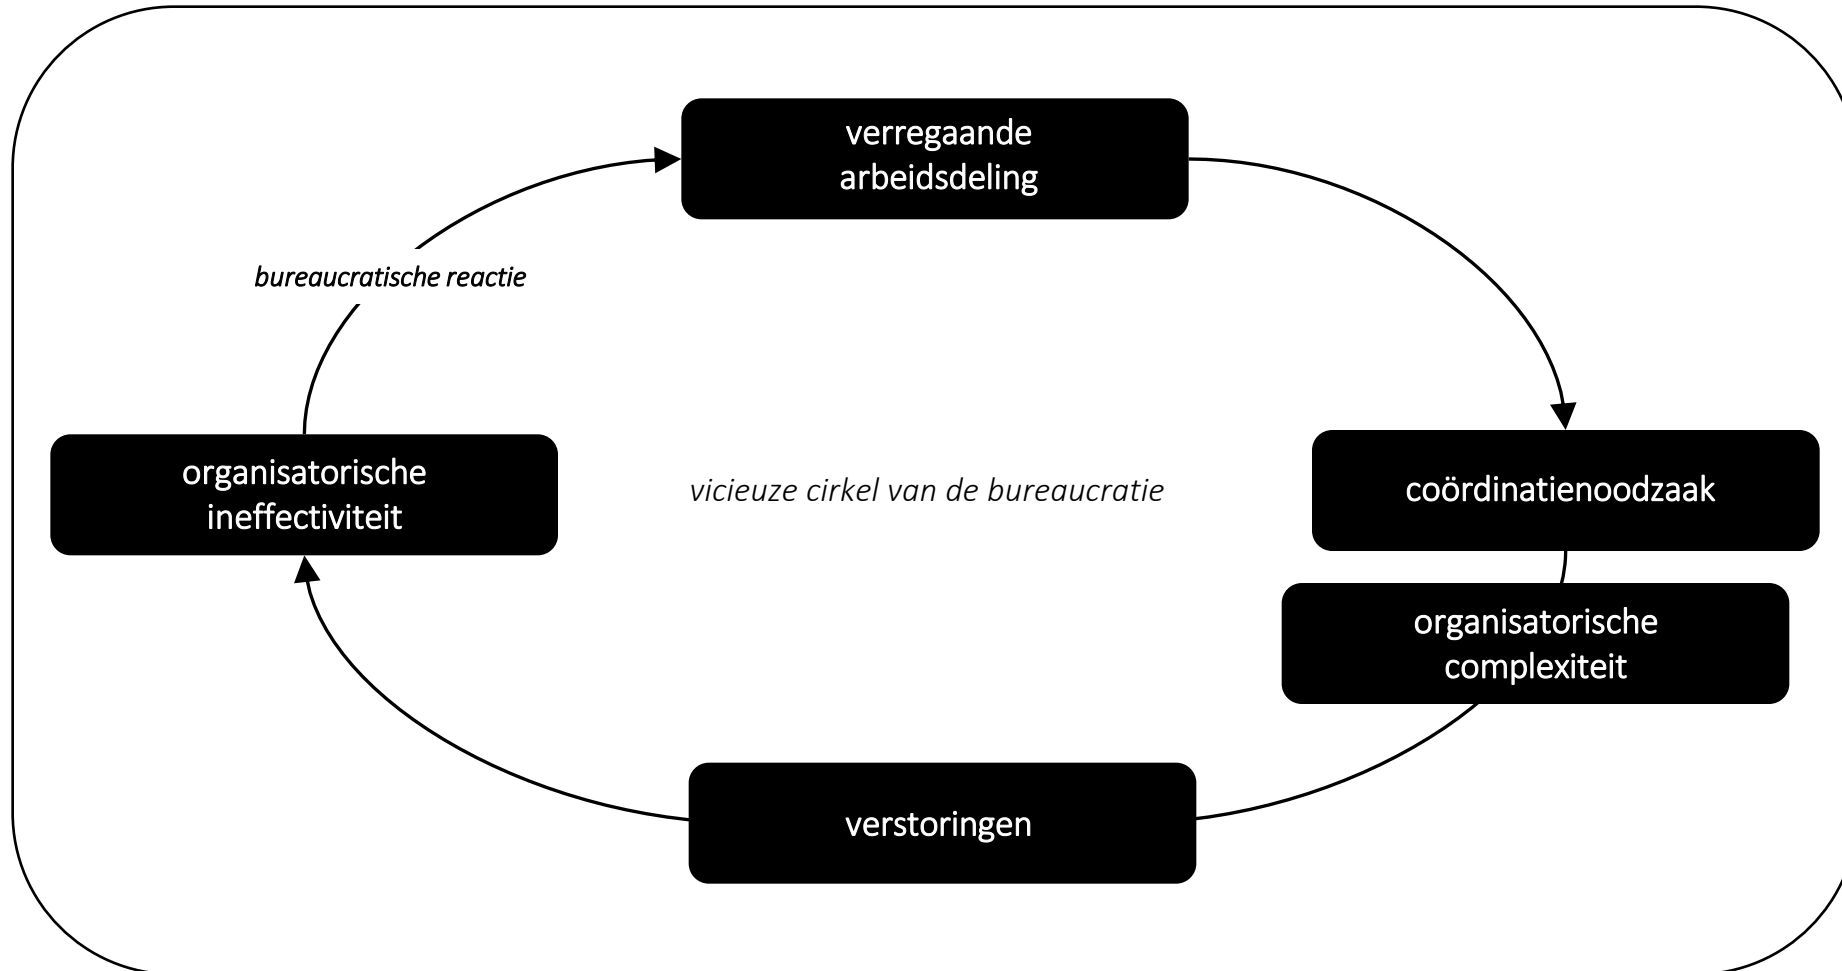 verregaande
arbeidsdeling
bureaucratische reactie
organisatorische
ineffectiviteit
vicieuze cirkel van de bureaucratie
coördinatienoodzaak
organisatorische
complexiteit
verstoringen